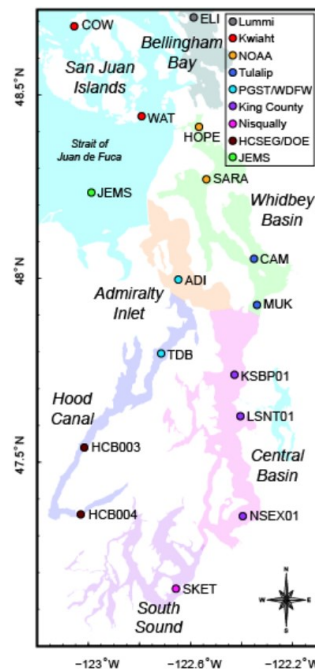 COW
ELI
Bellingham
Bay
San Juan
Islands
WAT
HOPE
Lummi
Kwiaht
NOAA
Tulalip
PGST/WDFW
King County
Nisqually
HCSEG/DOE
JEMS
48.5°N
Strait of
Juan de Fuca
JEMS
SARA
Whidbey
Basin
CAM
48°N
ADI
Admiralty
Inlet
MUK
TDB
KSBP01
Hood
Canal
LSNT01
HCB003
47.5°N
Central
Basin
HCB004
NSEX01
SKET
South
Sound
N
W
E
S
−123°W
−122.6°W
−122.2°W